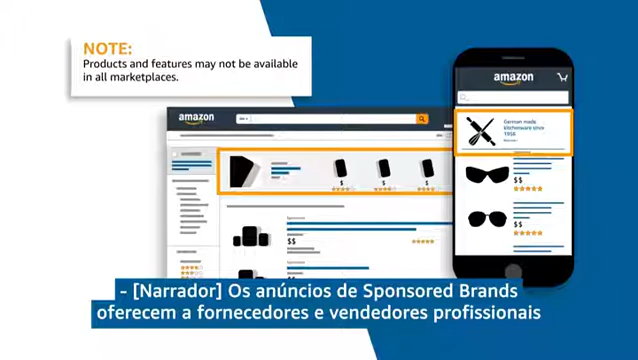 NOTE:
Products and features may not be available
in all marketplaces.
amazon
amazon
German made
kitchenware since
1956
$ $ $
$$
$$
$$
- [Narrador] Os anúncios de Sponsored Brands
oferecem a fornecedores e vendedores profissionais